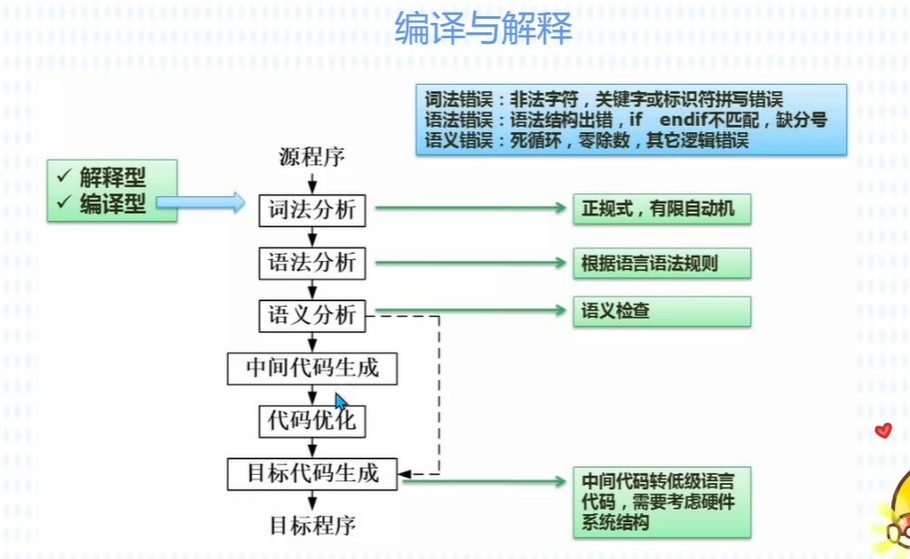 编译与解释
词法错误：非法字符，关键字或标识符拼写错误
语法错误：语法结构出错，if endif不匹配，缺分号
语义错误：死循环，零除数，其它逻辑错误
源程序
✓ 解释型
✓ 编译型
词法分析
正规式，有限自动机
语法分析
根据语言语法规则
语义分析
语义检查
中间代码生成
代码优化
目标代码生成
中间代码转低级语言
代码，需要考虑硬件
系统结构
目标程序